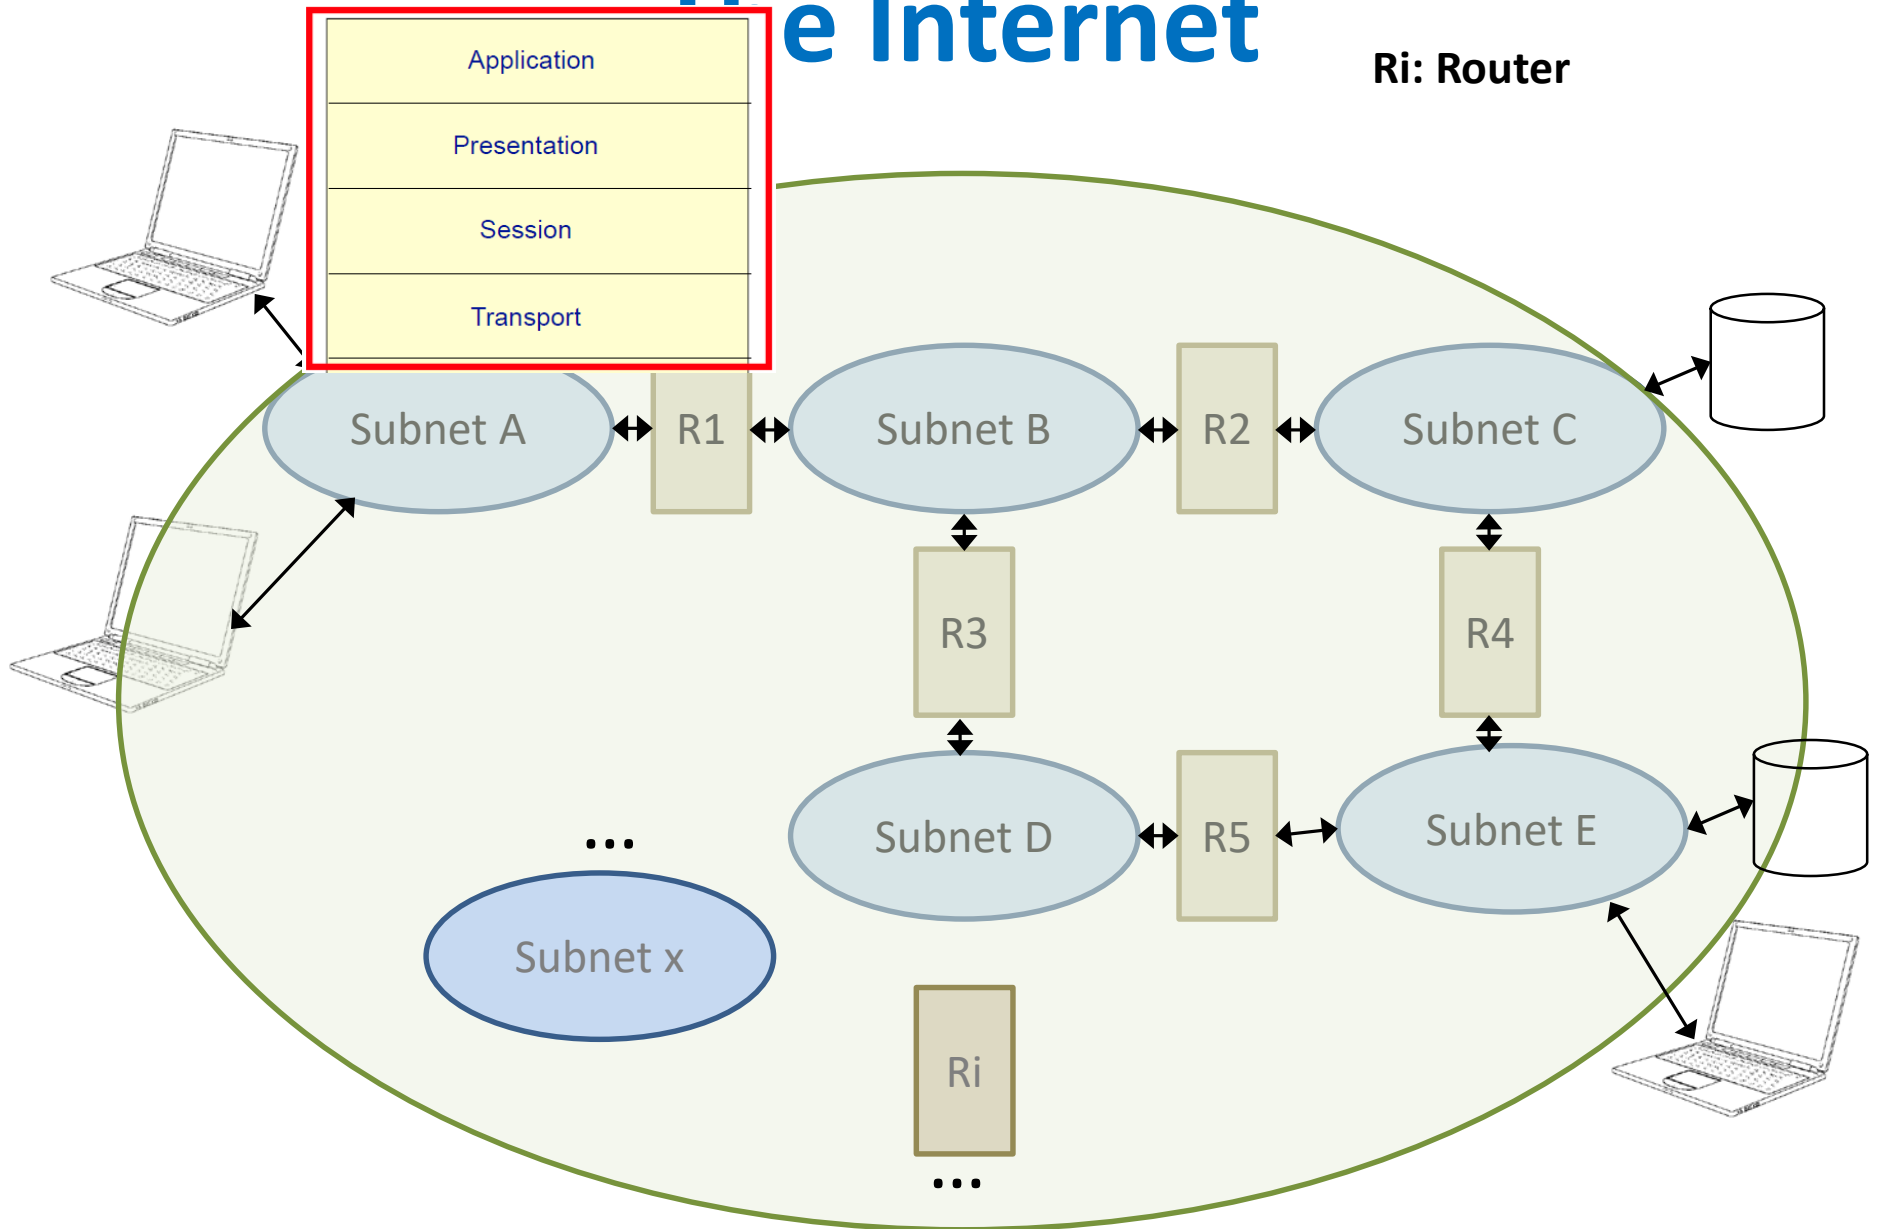 e Internet
Ri: Router
Application
Presentation
Session
Transport
Subnet A
R1
Subnet B
R2
Subnet C
R3
R4
Subnet D
R5
Subnet E
...
Subnet x
Ri
...